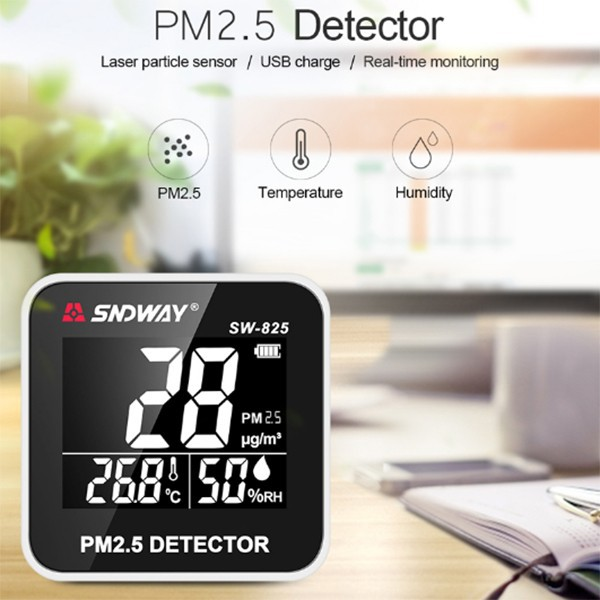 PM2.5 Detector
Laser particle sensor / USB charge / Real-time monitoring
PM2.5 Temperature Humidity
SNDWAY®
SW-825
28
PM2.5
µg/m³
26.8 °C 50 %RH
PM2.5 DETECTOR